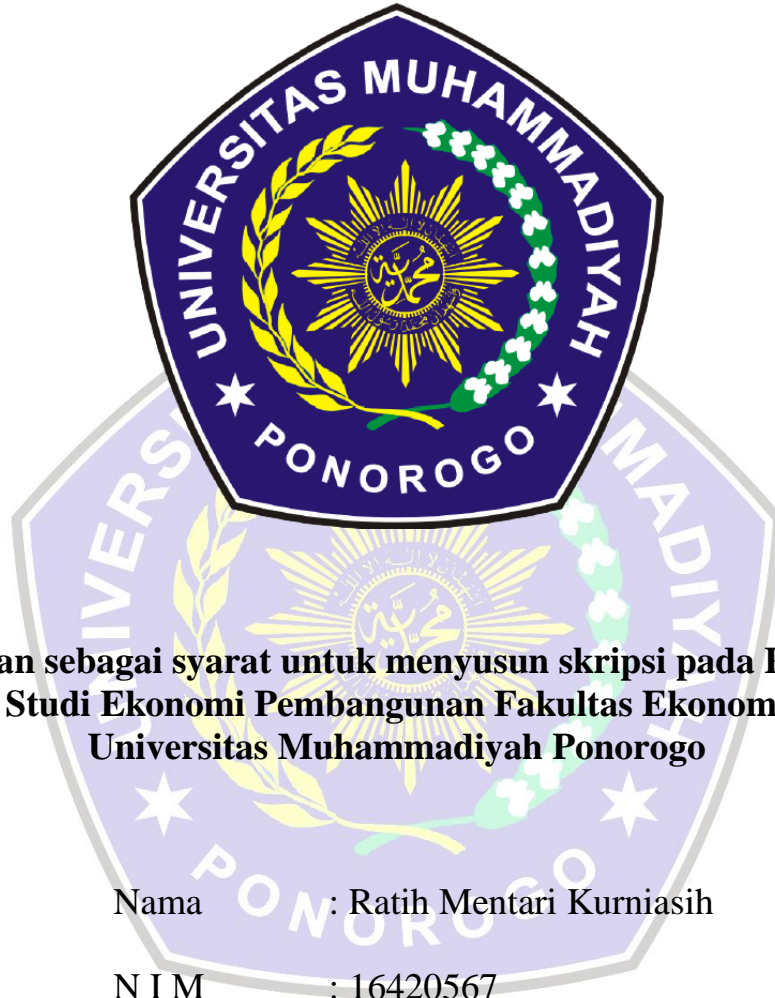 UNIVERSITAS MUHAMMADIYAH
PONOROGO
an sebagai syarat untuk menyusun skripsi pada
Studi Ekonomi Pembangunan Fakultas Ekonom
Universitas Muhammadiyah Ponorogo
Nama : Ratih Mentari Kurniasih
N I M : 16420567